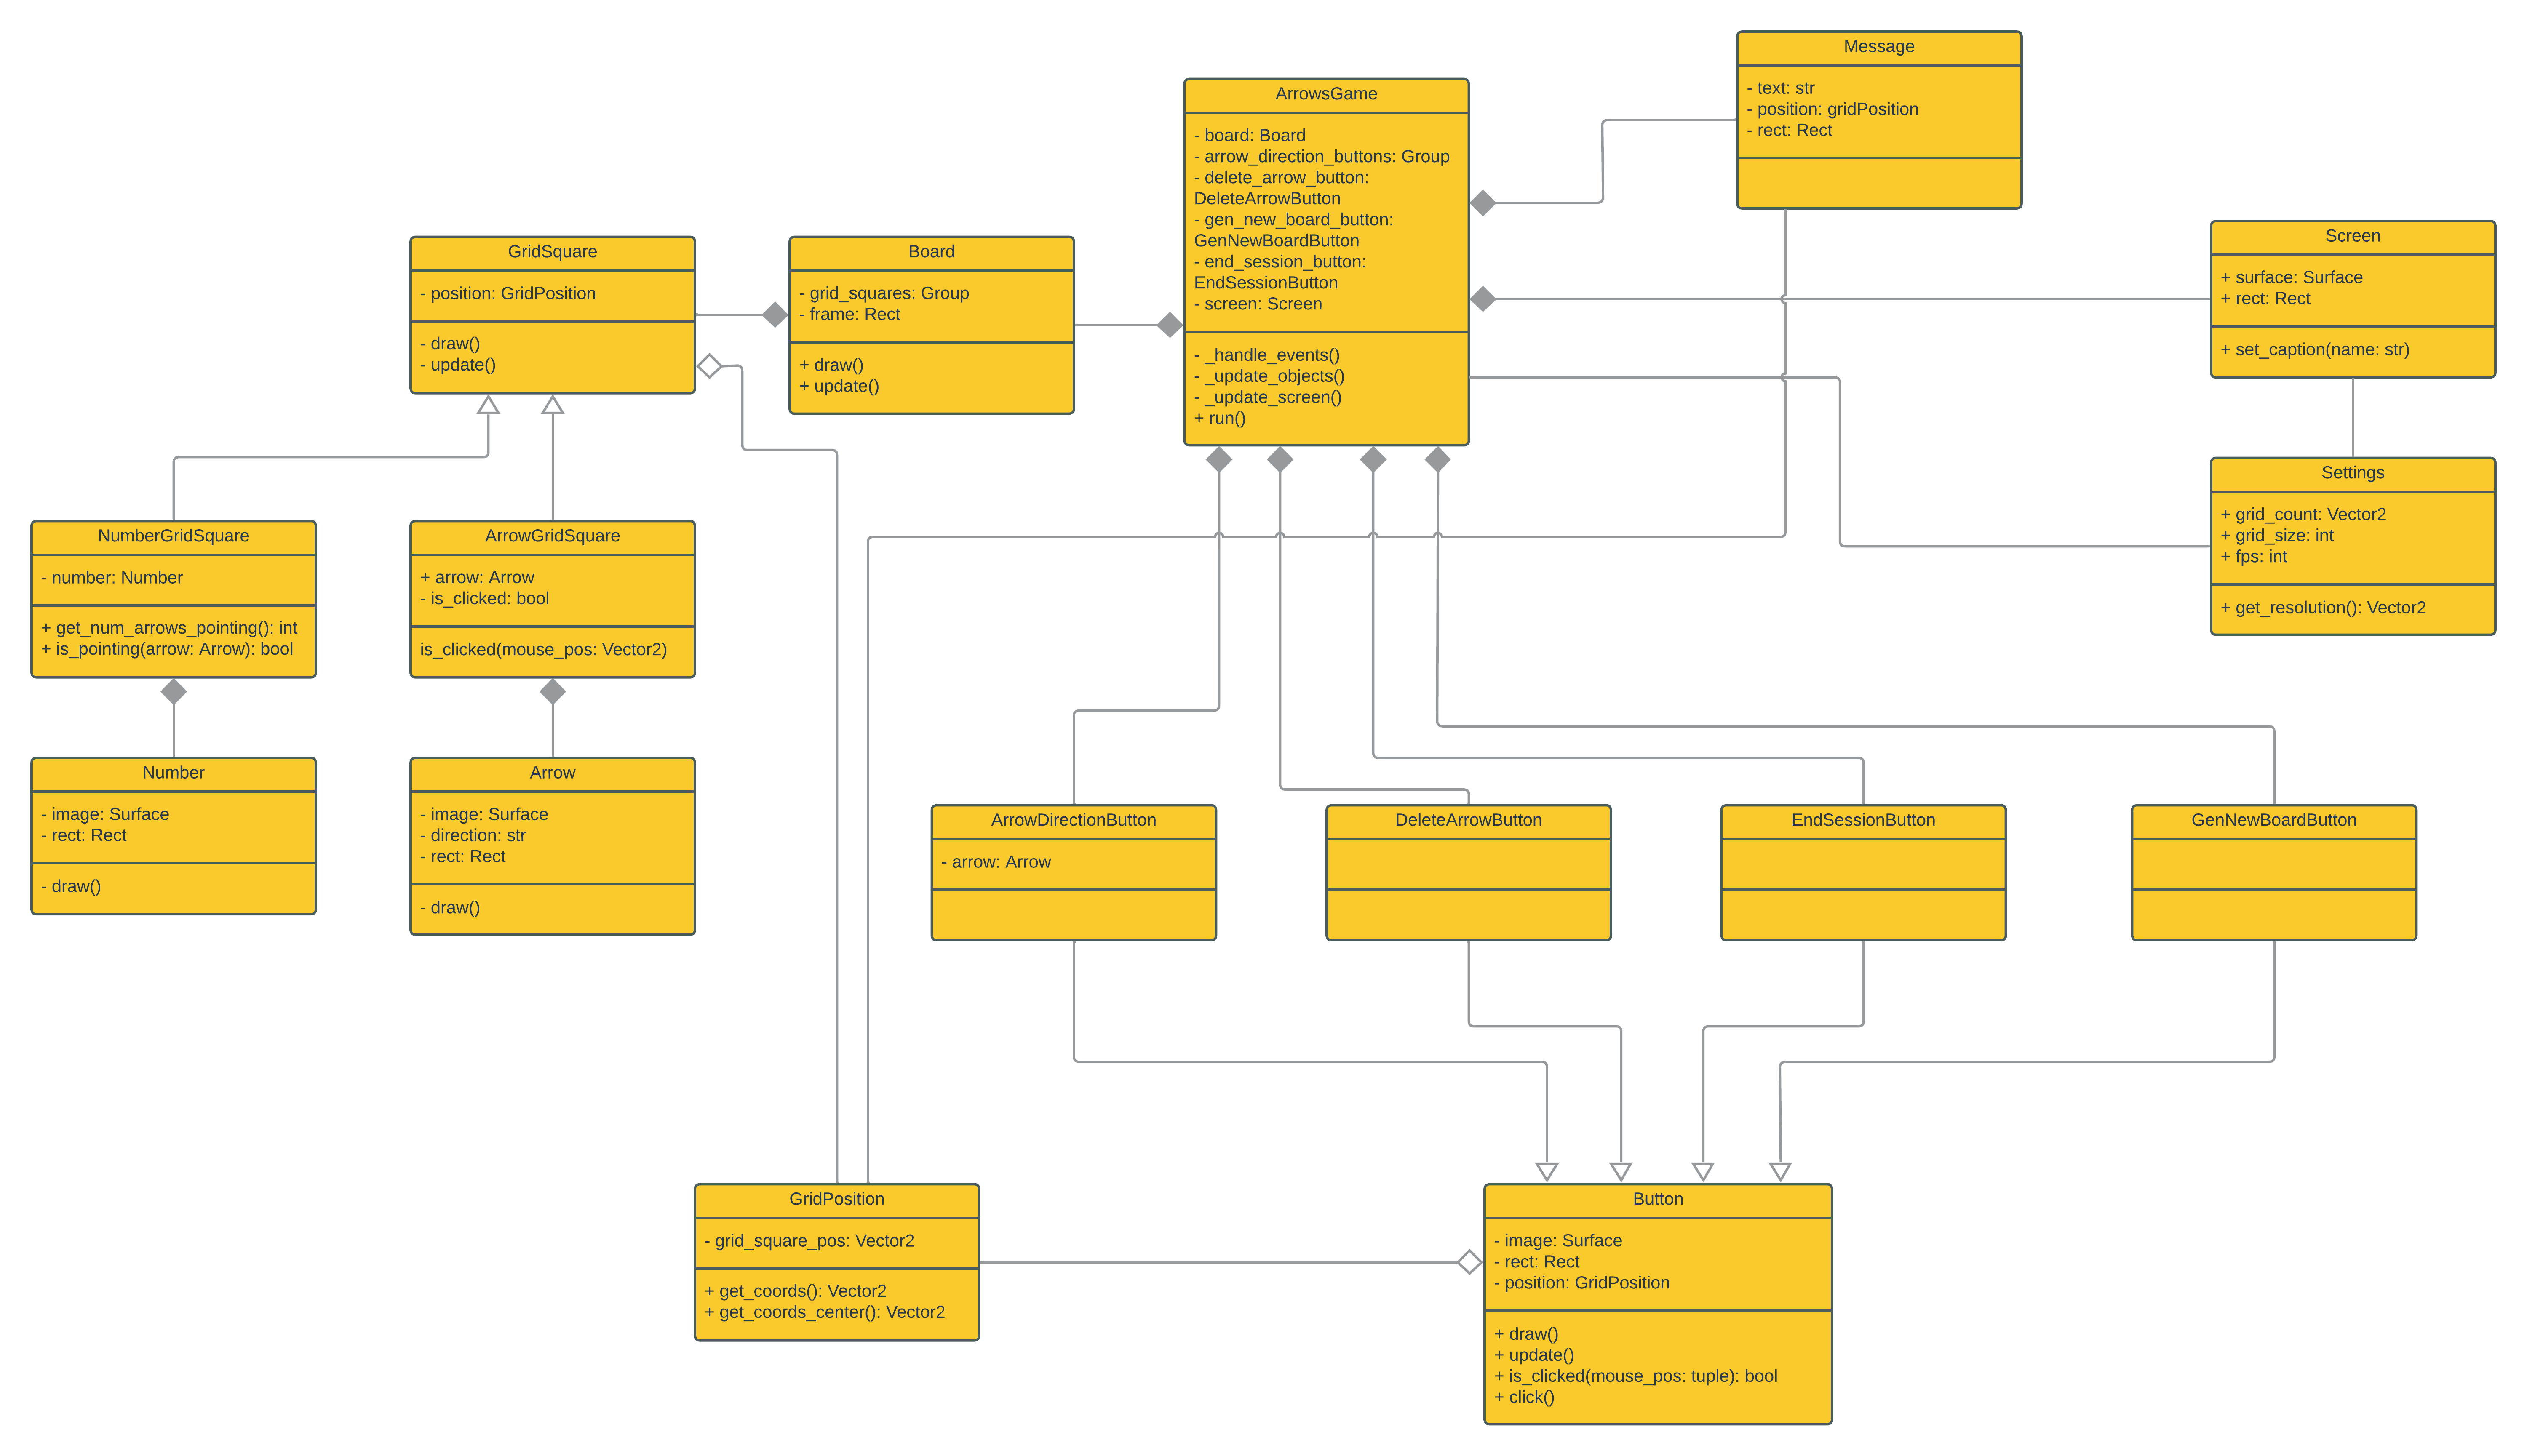 Message
- text: str
- position: gridPosition
- rect: Rect
ArrowsGame
- board: Board
- arrow_direction_buttons: Group
- delete_arrow_button:
DeleteArrowButton
- gen_new_board_button:
GenNewBoardButton
- end_session_button:
EndSessionButton
- screen: Screen
- _handle_events()
- _update_objects()
- _update_screen()
+ run()
Screen
+ surface: Surface
+ rect: Rect
+ set_caption(name: str)
GridSquare
- position: GridPosition
- draw()
- update()
Board
- grid_squares: Group
- frame: Rect
+ draw()
+ update()
Settings
+ grid_count: Vector2
+ grid_size: int
+ fps: int
+ get_resolution(): Vector2
NumberGridSquare
- number: Number
+ get_num_arrows_pointing(): int
+ is_pointing(arrow: Arrow): bool
ArrowGridSquare
+ arrow: Arrow
- is_clicked: bool
is_clicked(mouse_pos: Vector2)
Number
- image: Surface
- rect: Rect
- draw()
Arrow
- image: Surface
- direction: str
- rect: Rect
- draw()
ArrowDirectionButton
- arrow: Arrow
DeleteArrowButton
EndSessionButton
GenNewBoardButton
GridPosition
- grid_square_pos: Vector2
+ get_coords(): Vector2
+ get_coords_center(): Vector2
Button
- image: Surface
- rect: Rect
- position: GridPosition
+ draw()
+ update()
+ is_clicked(mouse_pos: tuple): bool
+ click()